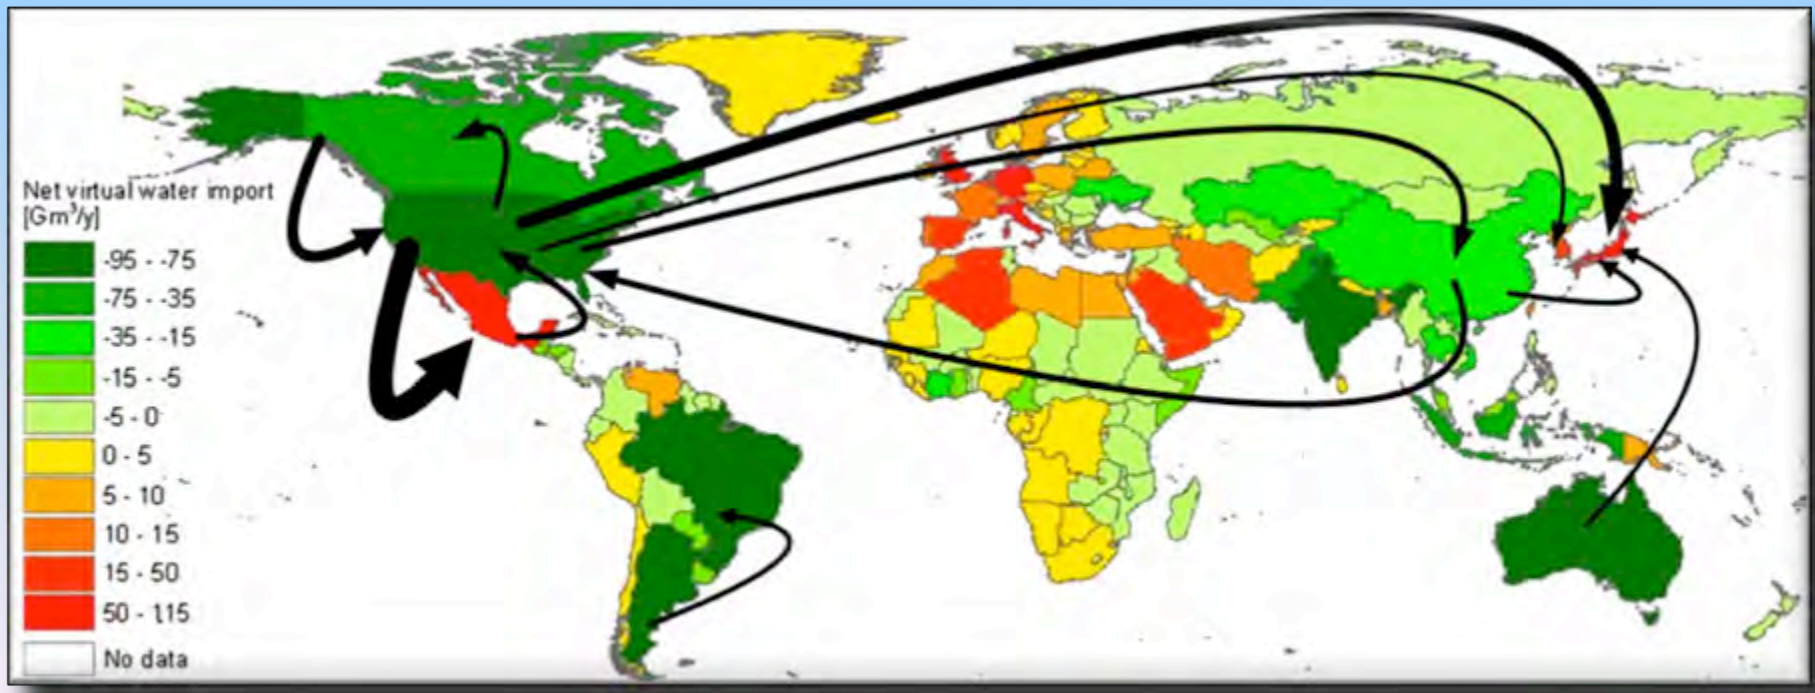 Net virtual water import
[Gm³/y]
-95 - -75
-75 - -35
-35 - -15
-15 - -5
-5 - 0
0 - 5
5 - 10
10 - 15
15 - 50
50 - 115
No data